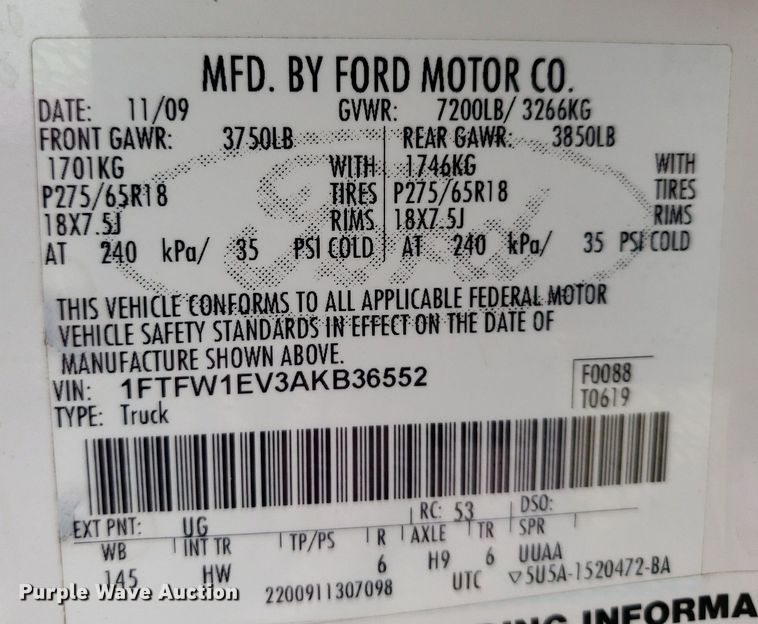 MFD. BY FORD MOTOR CO.
DATE: 11/09 GVWR: 7200LB/ 3266KG
FRONT GAWR: 3750LB REAR GAWR: 3850LB
1701KG WITH 1746KG WITH
P275/65R18 TIRES P275/65R18 TIRES
18X7.5J RIMS 18X7.5J RIMS
AT 240 kPa/ 35 PSI COLD AT 240 kPa/ 35 PSI COLD
Ford
THIS VEHICLE CONFORMS TO ALL APPLICABLE FEDERAL MOTOR
VEHICLE SAFETY STANDARDS IN EFFECT ON THE DATE OF
MANUFACTURE SHOWN ABOVE.
VIN: 1FTFW1EV3AKB36552 F0088
TYPE: Truck T0619
EXT PNT: UG RC: 53 DSO:
WB INT TR TP/PS R AXLE TR SPR
145 HW 6 H9 6 UUAA
2200911307098 UTC ▽5U5A-1520472-BA
Purple Wave Auction
INFORMA